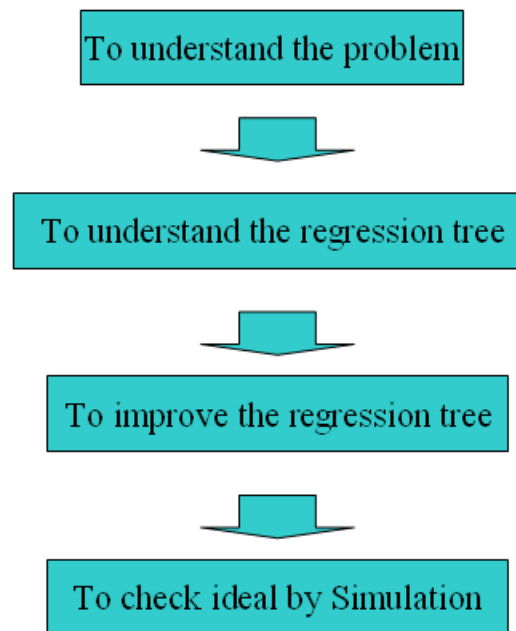 To understand the problem
To understand the regression tree
To improve the regression tree
To check ideal by Simulation